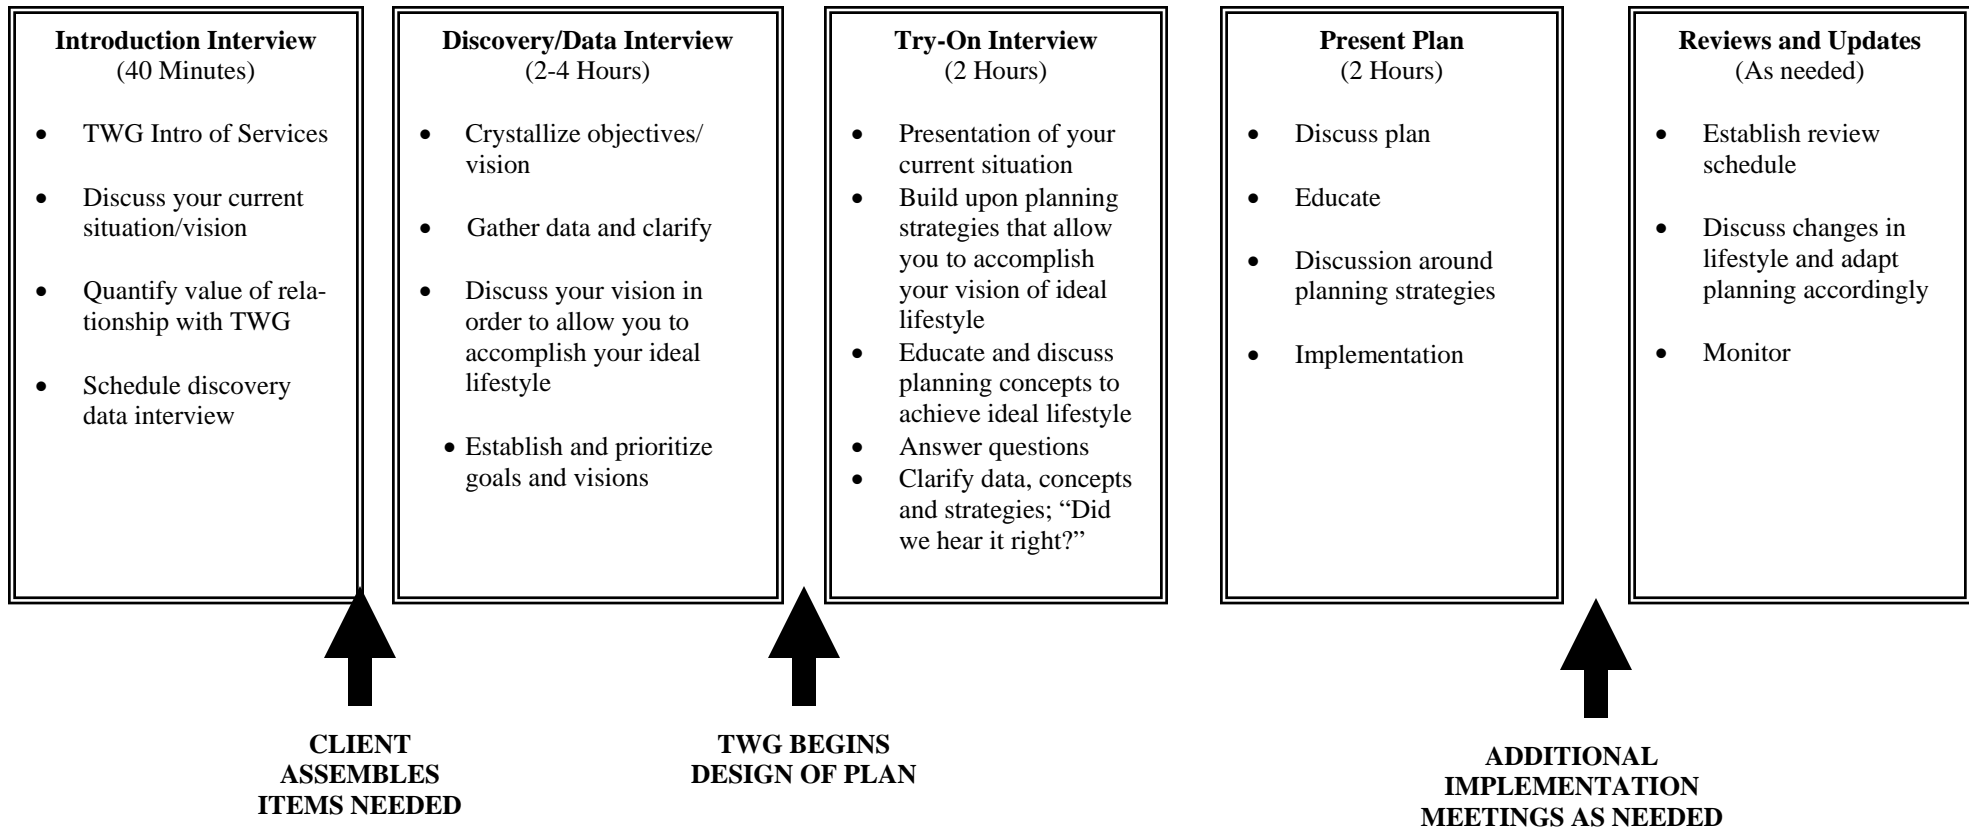 Introduction Interview
(40 Minutes)
• TWG Intro of Services
• Discuss your current
situation/vision
• Quantify value of rela-
tionship with TWG
• Schedule discovery
data interview
Discovery/Data Interview
(2-4 Hours)
• Crystallize objectives/
vision
• Gather data and clarify
• Discuss your vision in
order to allow you to
accomplish your ideal
lifestyle
• Establish and prioritize
goals and visions
Try-On Interview
(2 Hours)
• Presentation of your
current situation
• Build upon planning
strategies that allow
you to accomplish
your vision of ideal
lifestyle
• Educate and discuss
planning concepts to
achieve ideal lifestyle
• Answer questions
• Clarify data, concepts
and strategies; “Did
we hear it right?”
Present Plan
(2 Hours)
• Discuss plan
• Educate
• Discussion around
planning strategies
• Implementation
Reviews and Updates
(As needed)
• Establish review
schedule
• Discuss changes in
lifestyle and adapt
planning accordingly
• Monitor
CLIENT
ASSEMBLES
ITEMS NEEDED
TWG BEGINS
DESIGN OF PLAN
ADDITIONAL
IMPLEMENTATION
MEETINGS AS NEEDED